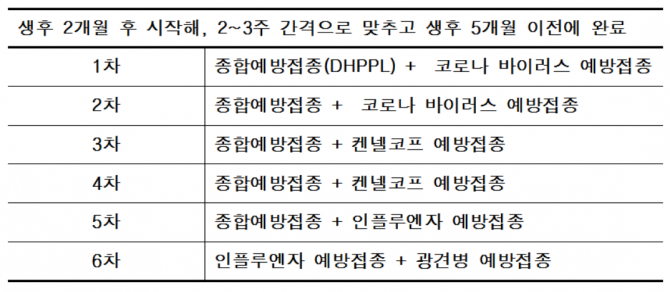 생후 2개월 후 시작해, 2~3주 간격으로 맞추고 생후 5개월 이전에 완료
1차 종합예방접종(DHPPL) + 코로나 바이러스 예방접종
2차 종합예방접종 + 코로나 바이러스 예방접종
3차 종합예방접종 + 켄넬코프 예방접종
4차 종합예방접종 + 켄넬코프 예방접종
5차 종합예방접종 + 인플루엔자 예방접종
6차 인플루엔자 예방접종 + 광견병 예방접종